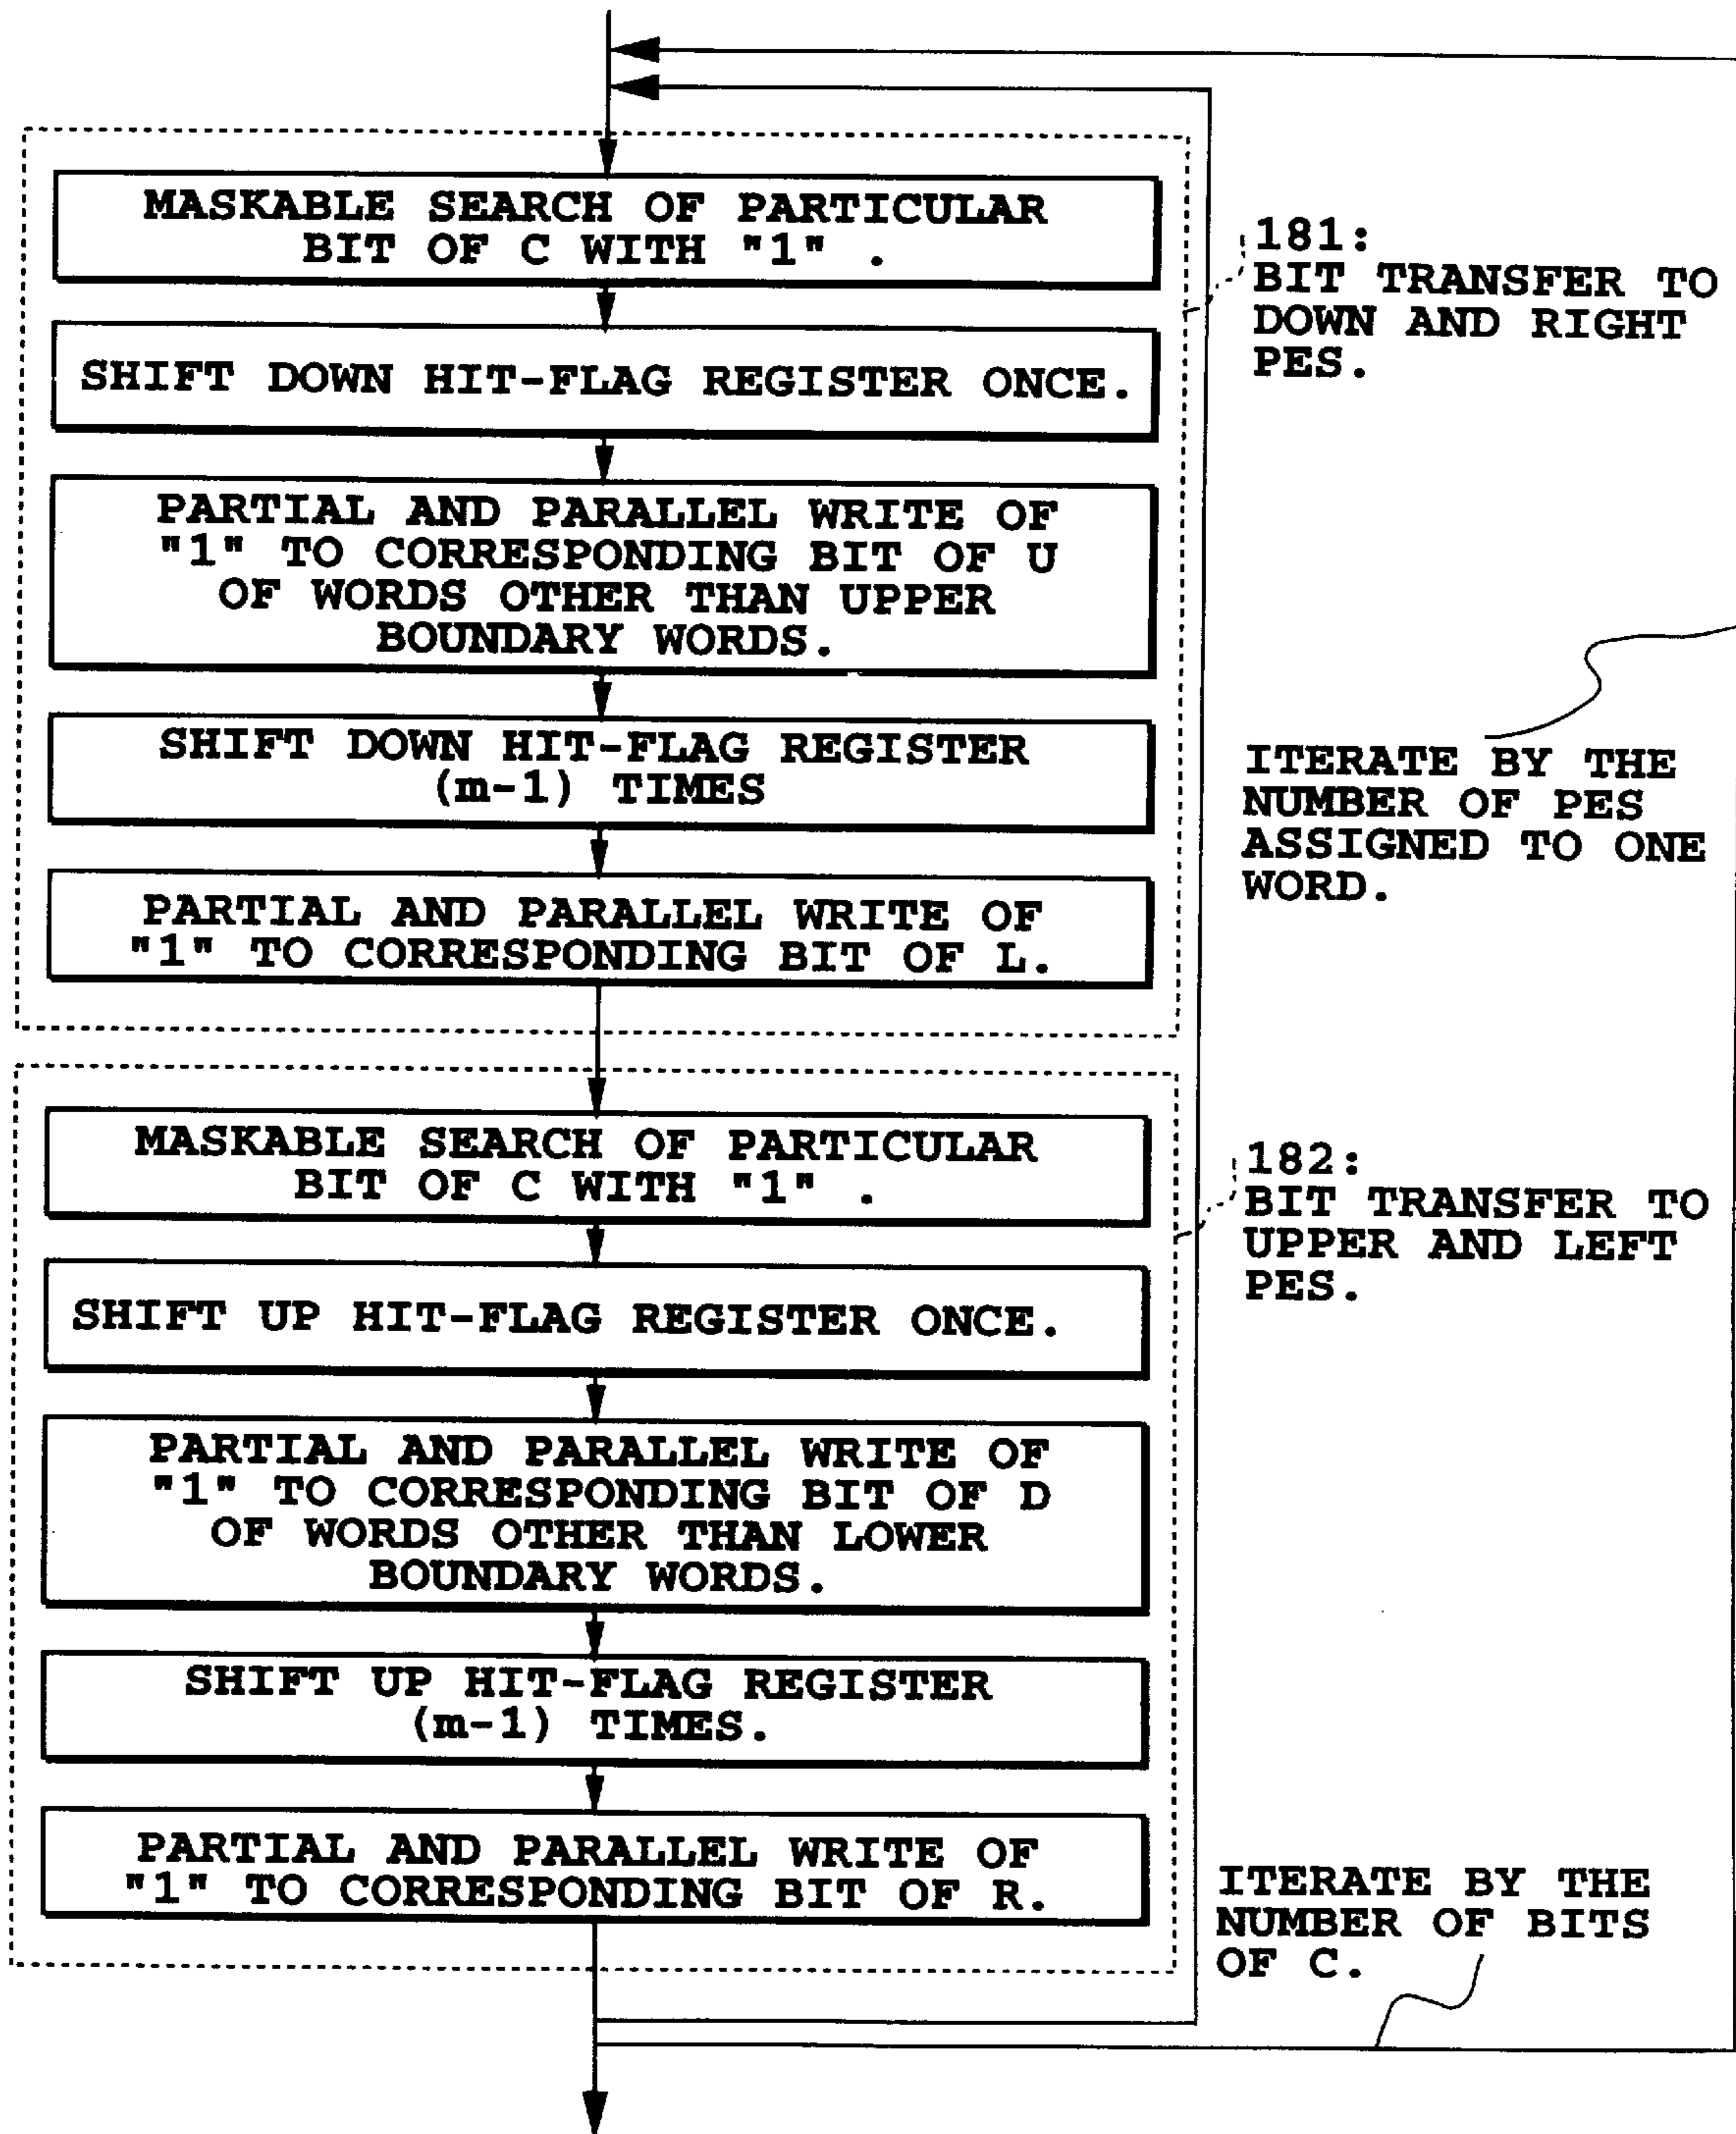 MASKABLE SEARCH OF PARTICULAR
BIT OF C WITH "1" .
181:
BIT TRANSFER TO
DOWN AND RIGHT
PES.
SHIFT DOWN HIT-FLAG REGISTER ONCE.
PARTIAL AND PARALLEL WRITE OF
"1" TO CORRESPONDING BIT OF U
OF WORDS OTHER THAN UPPER
BOUNDARY WORDS.
SHIFT DOWN HIT-FLAG REGISTER
(m-1) TIMES
ITERATE BY THE
NUMBER OF PES
ASSIGNED TO ONE
WORD.
PARTIAL AND PARALLEL WRITE OF
"1" TO CORRESPONDING BIT OF L.
MASKABLE SEARCH OF PARTICULAR
BIT OF C WITH "1" .
182:
BIT TRANSFER TO
UPPER AND LEFT
PES.
SHIFT UP HIT-FLAG REGISTER ONCE.
PARTIAL AND PARALLEL WRITE OF
"1" TO CORRESPONDING BIT OF D
OF WORDS OTHER THAN LOWER
BOUNDARY WORDS.
SHIFT UP HIT-FLAG REGISTER
(m-1) TIMES.
PARTIAL AND PARALLEL WRITE OF
"1" TO CORRESPONDING BIT OF R.
ITERATE BY THE
NUMBER OF BITS
OF C.